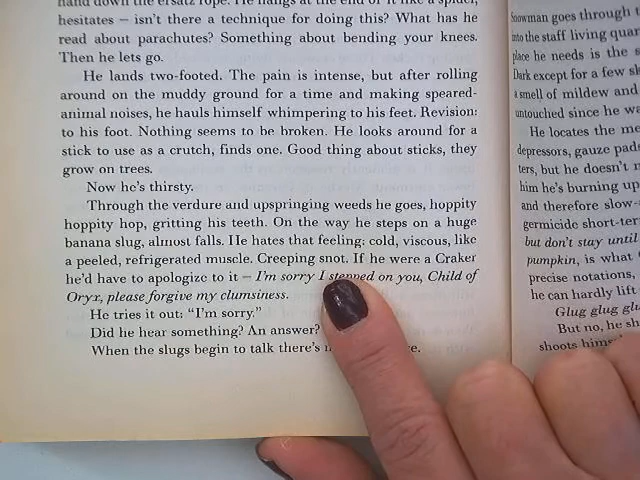 hand down the ersatz rope. He hangs at the end of it like a spider,
hesitates – isn't there a technique for doing this? What has he
read about parachutes? Something about bending your knees.
Then he lets go.
He lands two-footed. The pain is intense, but after rolling
around on the muddy ground for a time and making speared-
animal noises, he hauls himself whimpering to his feet. Revision:
to his foot. Nothing seems to be broken. He looks around for a
stick to use as a crutch, finds one. Good thing about sticks, they
grow on trees.
Now he's thirsty.
Through the verdure and upspringing weeds he goes, hoppity
hoppity hop, gritting his teeth. On the way he steps on a huge
banana slug, almost falls. He hates that feeling: cold, viscous, like
a peeled, refrigerated muscle. Creeping snot. If he were a Craker
he'd have to apologize to it – I'm sorry I stepped on you, Child of
Oryx, please forgive my clumsiness.
He tries it out: "I'm sorry."
Did he hear something? An answer?
When the slugs begin to talk there's
Snowman goes through
into the staff living
place he needs is the
Dark except for a few
a smell of mildew and
untouched since he
He locates the
depressors, gauze
but he doesn't
him he's burning up
and therefore
germicide
but don't stay until
pumpkin, is what
precise notations,
he can hardly lift
Glug glug
But no, he
shoots